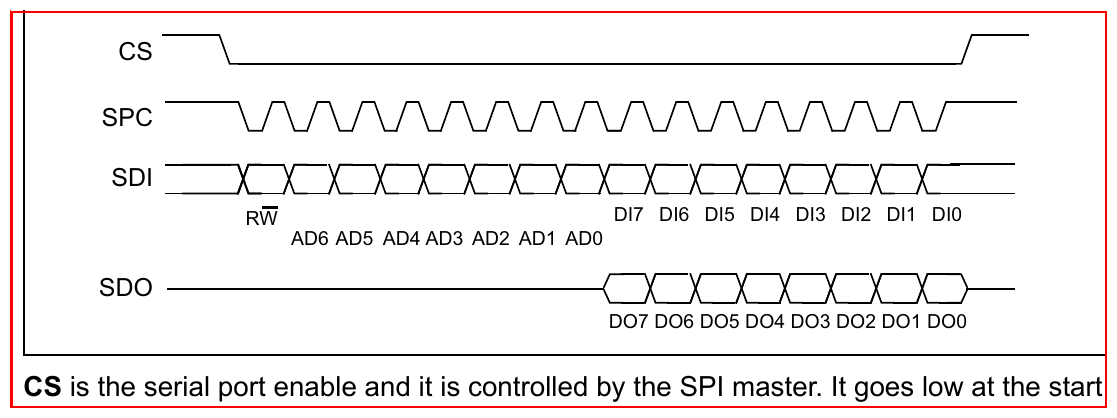 CS
SPC
SDI
DI7 DI6 DI5 DI4 DI3 DI2 DI1 DI0
RW̅
AD6 AD5 AD4 AD3 AD2 AD1 AD0
SDO
DO7 DO6 DO5 DO4 DO3 DO2 DO1 DO0
CS is the serial port enable and it is controlled by the SPI master. It goes low at the start